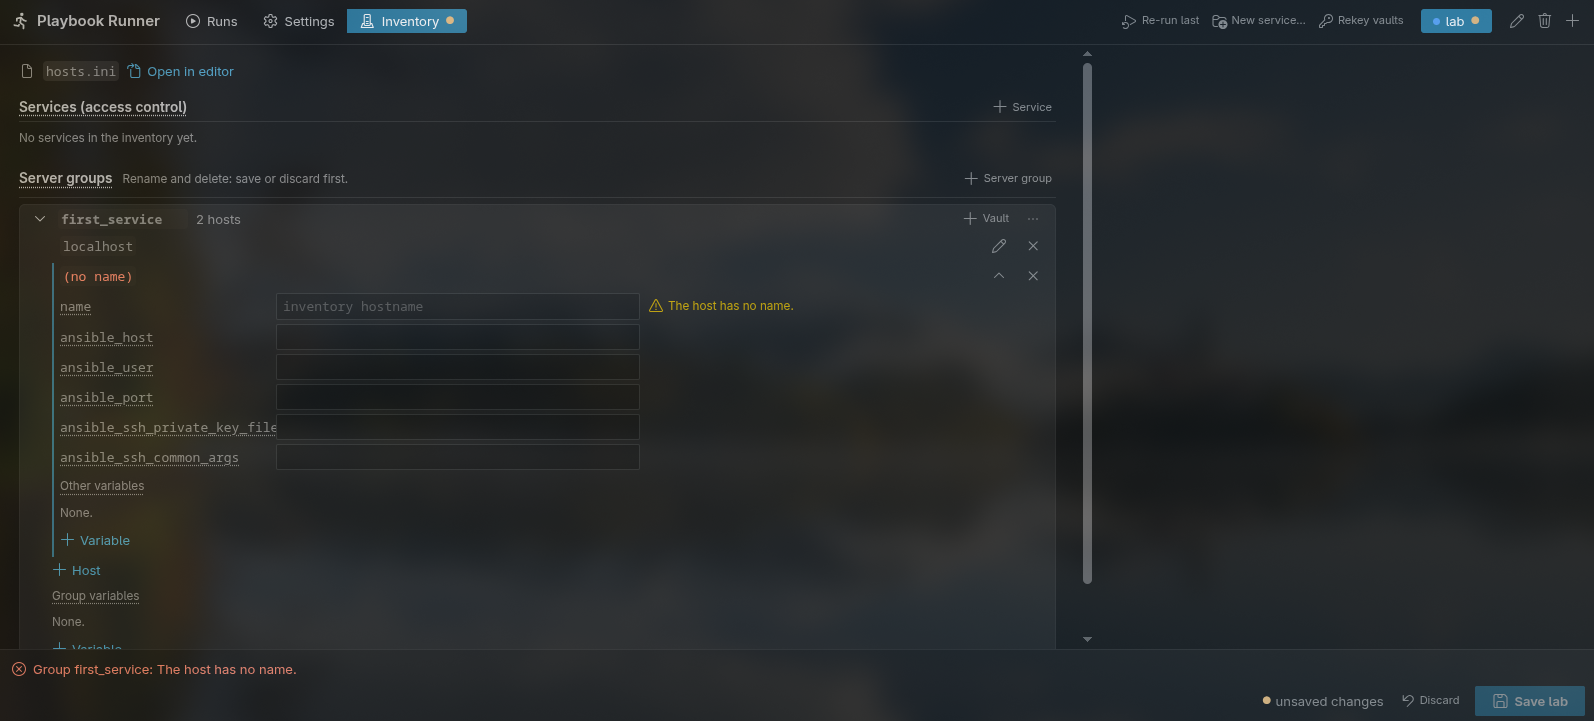 Playbook Runner Runs Settings Inventory Re-run last New service... Rekey vaults lab
hosts.ini Open in editor
Services (access control) Service
No services in the inventory yet.
Server groups Rename and delete: save or discard first. Server group
first_service 2 hosts Vault ...
localhost
(no name)
name inventory hostname The host has no name.
ansible_host
ansible_user
ansible_port
ansible_ssh_private_key_file
ansible_ssh_common_args
Other variables
None.
Variable
Host
Group variables
None.
Variable
Group first_service: The host has no name.
unsaved changes Discard Save lab